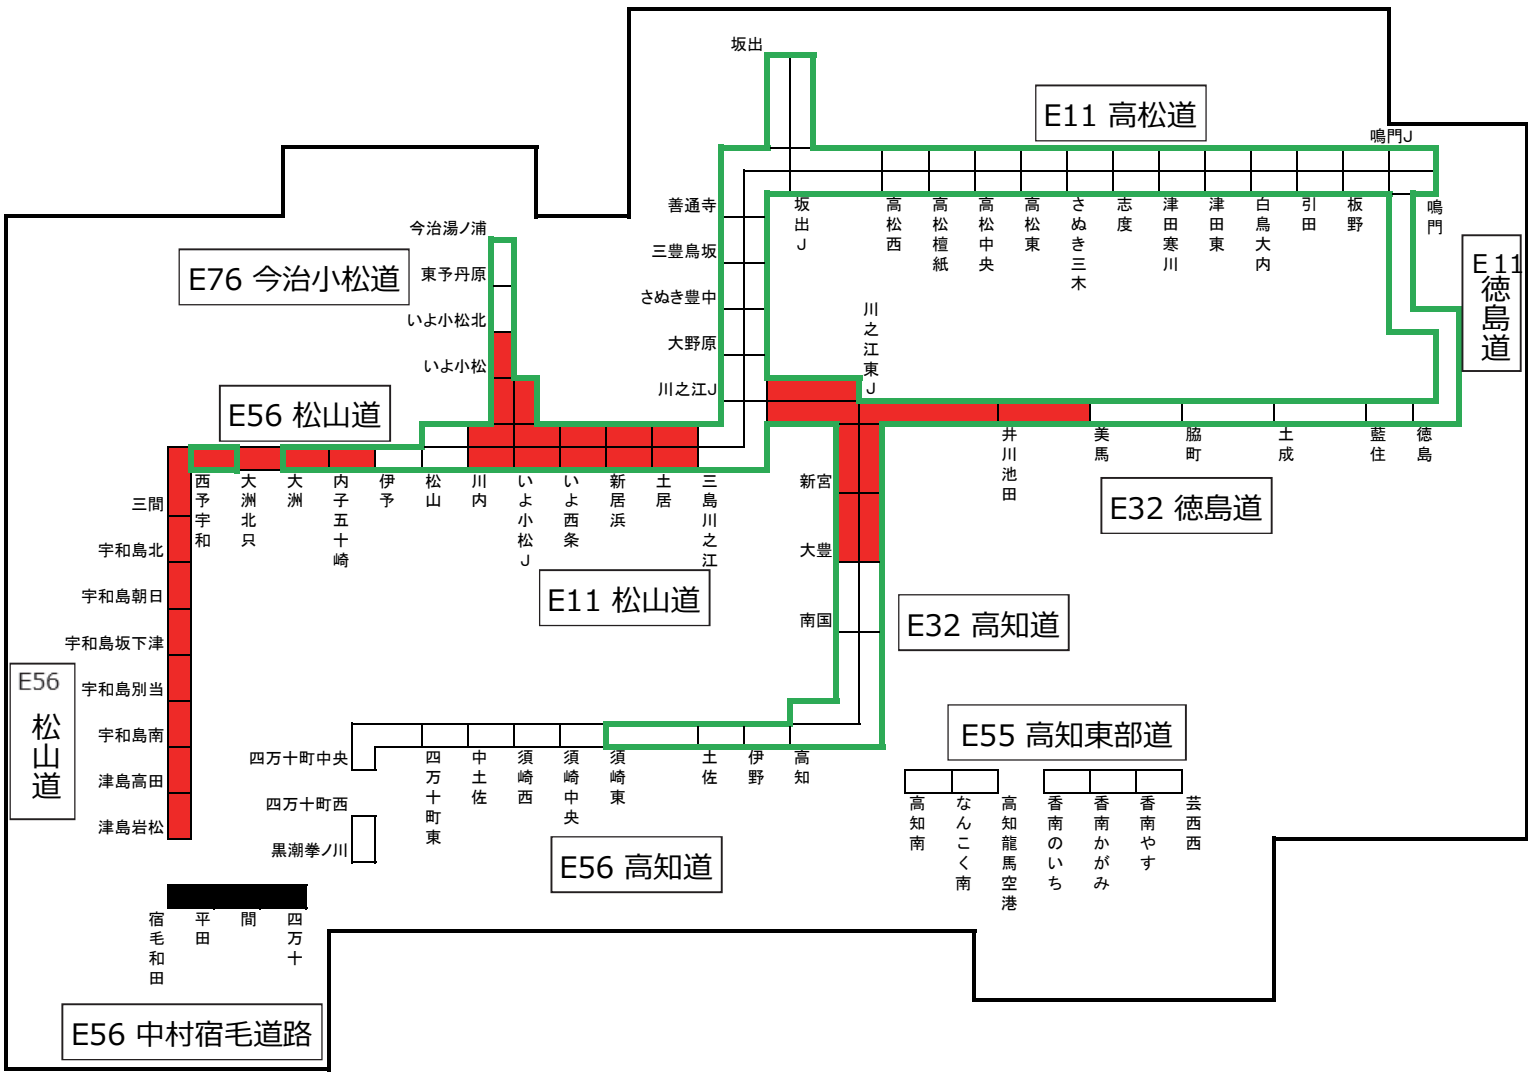 坂出
E11 高松道
鳴門J
善通寺
三豊鳥坂
さぬき豊中
大野原
川之江J
坂出J
高松西
高松檀紙
高松中央
高松東
さぬき三木
志度
津田寒川
津田東
白鳥大内
引田
板野
鳴門
E11
徳島道
今治湯ノ浦
東予丹原
いよ小松北
いよ小松
E76 今治小松道
川之江東J
E56 松山道
西予宇和
大洲北只
大洲
内子五十崎
伊予
松山
川内
いよ小松J
いよ西条
新居浜
土居
三島川之江
新宮
大豊
南国
井川池田
美馬
脇町
土成
藍住
徳島
E32 徳島道
三間
宇和島北
宇和島朝日
宇和島坂下津
宇和島別当
宇和島南
津島高田
津島岩松
E56
松山道
E11 松山道
E32 高知道
四万十町中央
四万十町西
黒潮拳ノ川
四万十町東
中土佐
須崎西
須崎中央
須崎東
土佐
伊野
高知
E56 高知道
E55 高知東部道
高知南
なんこく南
高知龍馬空港
香南のいち
香南かがみ
香南やす
芸西西
宿毛和田
平田
間
四万十
E56 中村宿毛道路